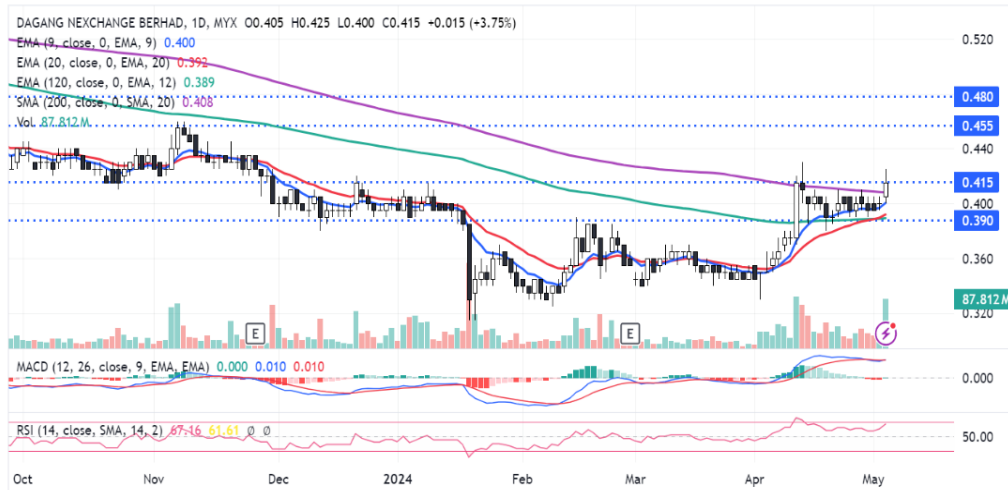 DAGANG NEXCHANGE BERHAD, 1D, MYX O0.405 H0.425 L0.400 C0.415 +0.015 (+3.75%)
EMA (9, close, 0, EMA, 9) 0.400
EMA (20, close, 0, EMA, 20) 0.392
EMA (120, close, 0, EMA, 12) 0.389
SMA (200, close, 0, SMA, 20) 0.408
Vol 87.812M
0.520
0.480
0.455
0.440
0.415
0.400
0.390
0.360
87.812M
0.320
E
E
MACD (12, 26, close, 9, EMA, EMA) 0.000 0.010 0.010
0.000
RSI (14, close, SMA, 14, 2) 67.16 61.61 Ø Ø
50.00
Oct Nov Dec 2024 Feb Mar Apr May